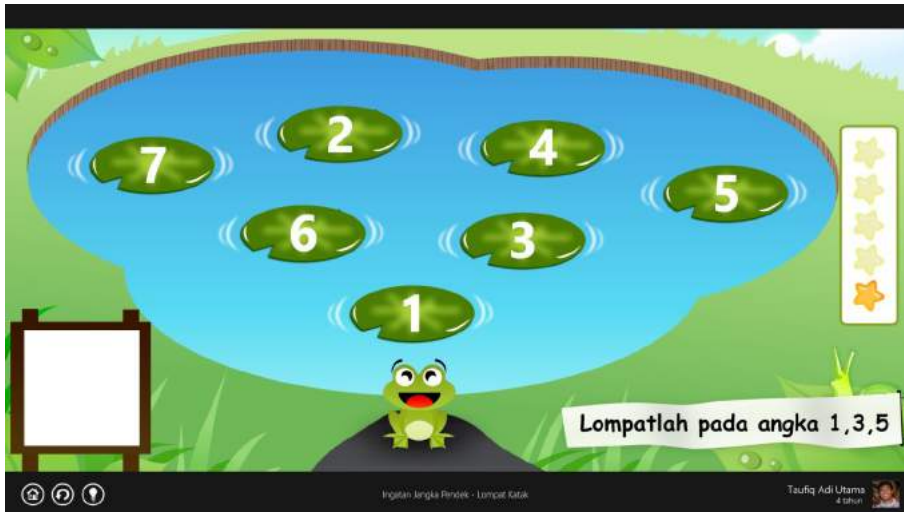 2
4
7
5
6
3
1
Lompatlah pada angka 1,3,5
Ingatan Jangka Pendek - Lompat Katak
Taufiq Adi Utama
4 tahun